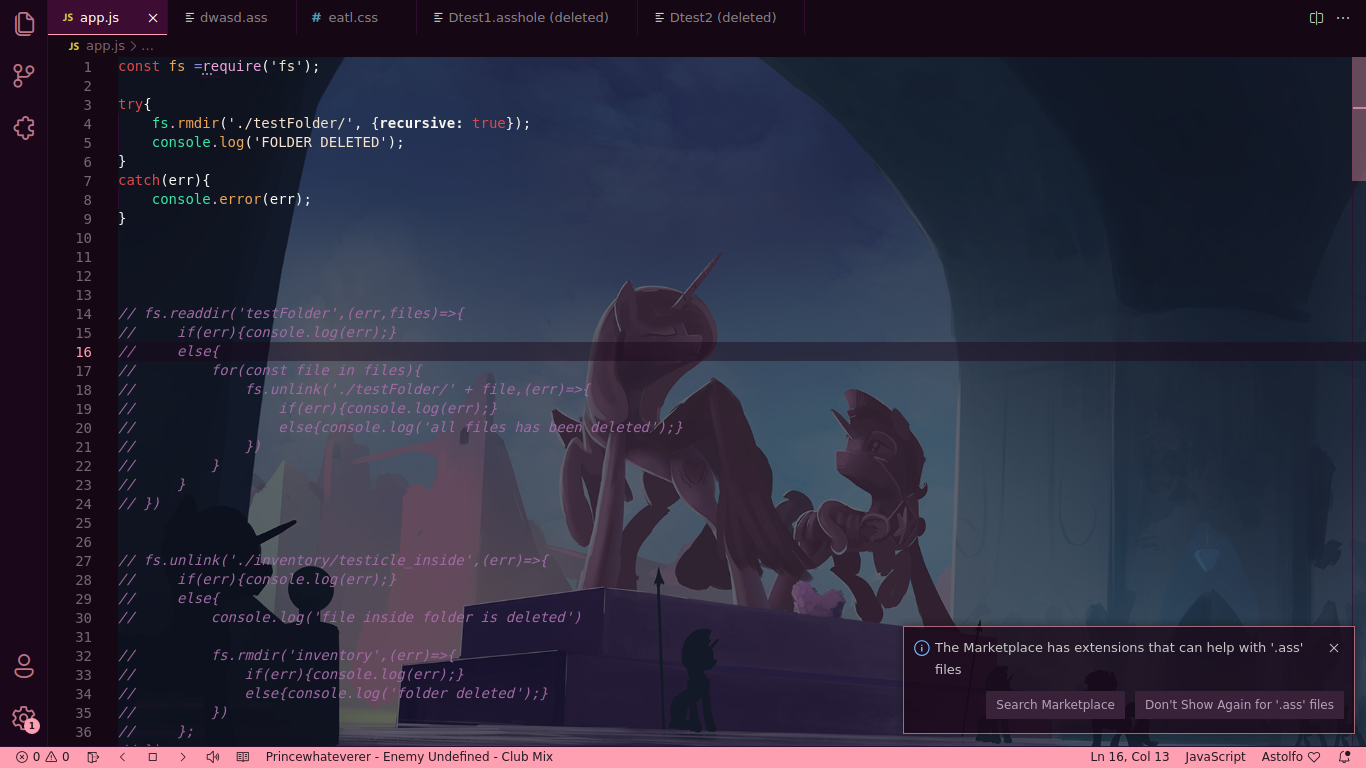 JS app.js
dwasd.ass
# eatl.css
Dtest1.asshole (deleted)
Dtest2 (deleted)
JS app.js > ...
1 const fs =require('fs');
2
3 try{
4 fs.rmdir('./testFolder/', {recursive: true});
5 console.log('FOLDER DELETED');
6 }
7 catch(err){
8 console.error(err);
9 }
10
11
12
13
14 // fs.readdir('testFolder',(err,files)=>{
15 // if(err){console.log(err);}
16 // else{
17 // for(const file in files){
18 // fs.unlink('./testFolder/' + file,(err)=>{
19 // if(err){console.log(err);}
20 // else{console.log('all files has been deleted');}
21 // })
22 // }
23 // }
24 // })
25
26
27 // fs.unlink('./inventory/testicle_inside',(err)=>{
28 // if(err){console.log(err);}
29 // else{
30 // console.log('file inside folder is deleted')
31
32 // fs.rmdir('inventory',(err)=>{
33 // if(err){console.log(err);}
34 // else{console.log('folder deleted');}
35 // })
36 // };
The Marketplace has extensions that can help with '.ass'
files
Search Marketplace
Don't Show Again for '.ass' files
1
0 0
Princewhateverer - Enemy Undefined - Club Mix
Ln 16, Col 13
JavaScript
Astolfo